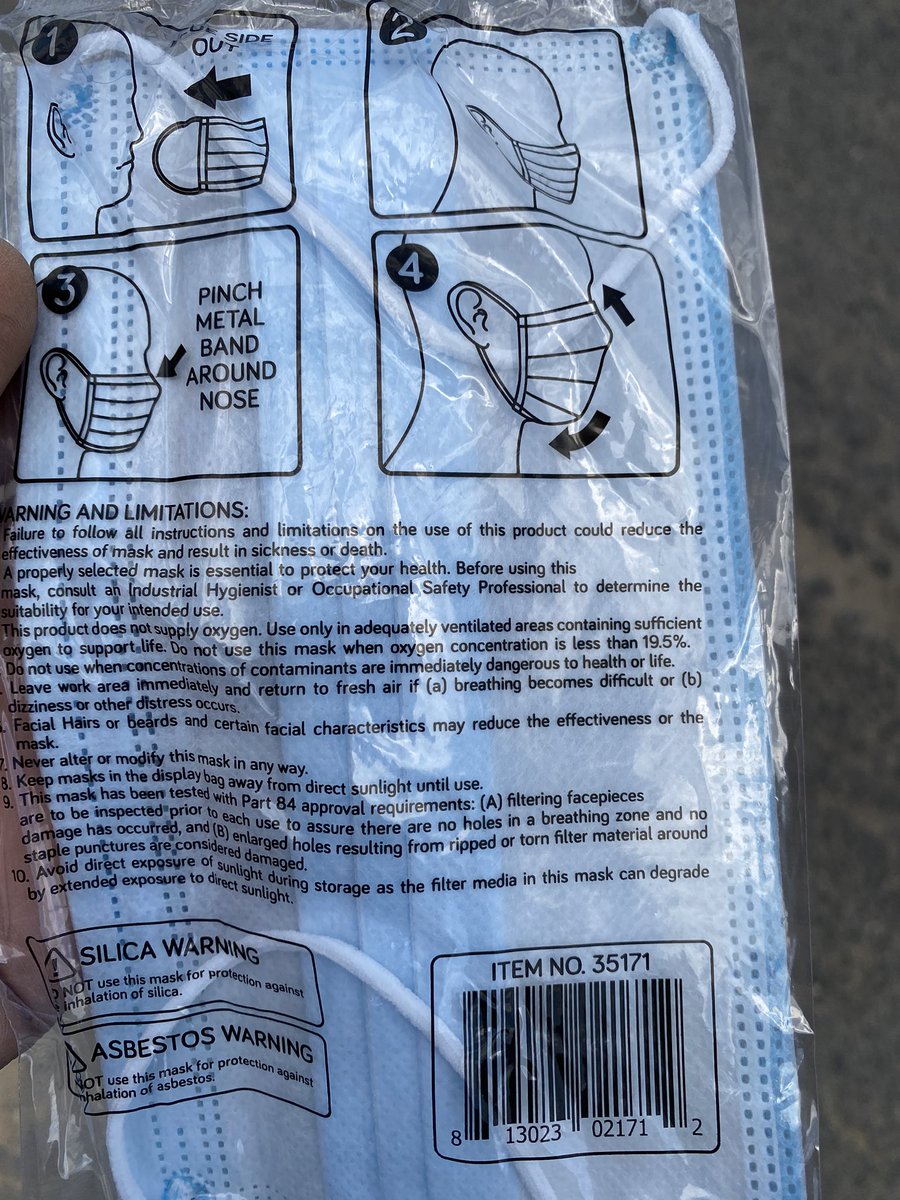 1
SIDE
OUT
2
3
PINCH
METAL
BAND
AROUND
NOSE
4
WARNING AND LIMITATIONS:
Failure to follow all instructions and limitations on the use of this product could reduce the
effectiveness of mask and result in sickness or death.
A properly selected mask is essential to protect your health. Before using this
mask, consult an Industrial Hygienist or Occupational Safety Professional to determine the
suitability for your intended use.
This product does not supply oxygen. Use only in adequately ventilated areas containing sufficient
oxygen to support life. Do not use this mask when oxygen concentration is less than 19.5%.
Do not use when concentrations of contaminants are immediately dangerous to health or life.
Leave work area immediately and return to fresh air if (a) breathing becomes difficult or (b)
dizziness or other distress occurs.
Facial Hairs or beards and certain facial characteristics may reduce the effectiveness or the
mask.
7. Never alter or modify this mask in any way.
8. Keep masks in the display bag away from direct sunlight until use.
9. This mask has been tested with Part 84 approval requirements: (A) filtering facepieces
are to be inspected prior to each use to assure there are no holes in a breathing zone and no
damage has occurred, and (B) enlarged holes resulting from ripped or torn filter material around
staple punctures are considered damaged.
10. Avoid direct exposure of sunlight during storage as the filter media in this mask can degrade
by extended exposure to direct sunlight.
SILICA WARNING
NOT use this mask for protection against
inhalation of silica.
ASBESTOS WARNING
NOT use this mask for protection against
inhalation of asbestos.
ITEM NO. 35171
8 13023 02171 2